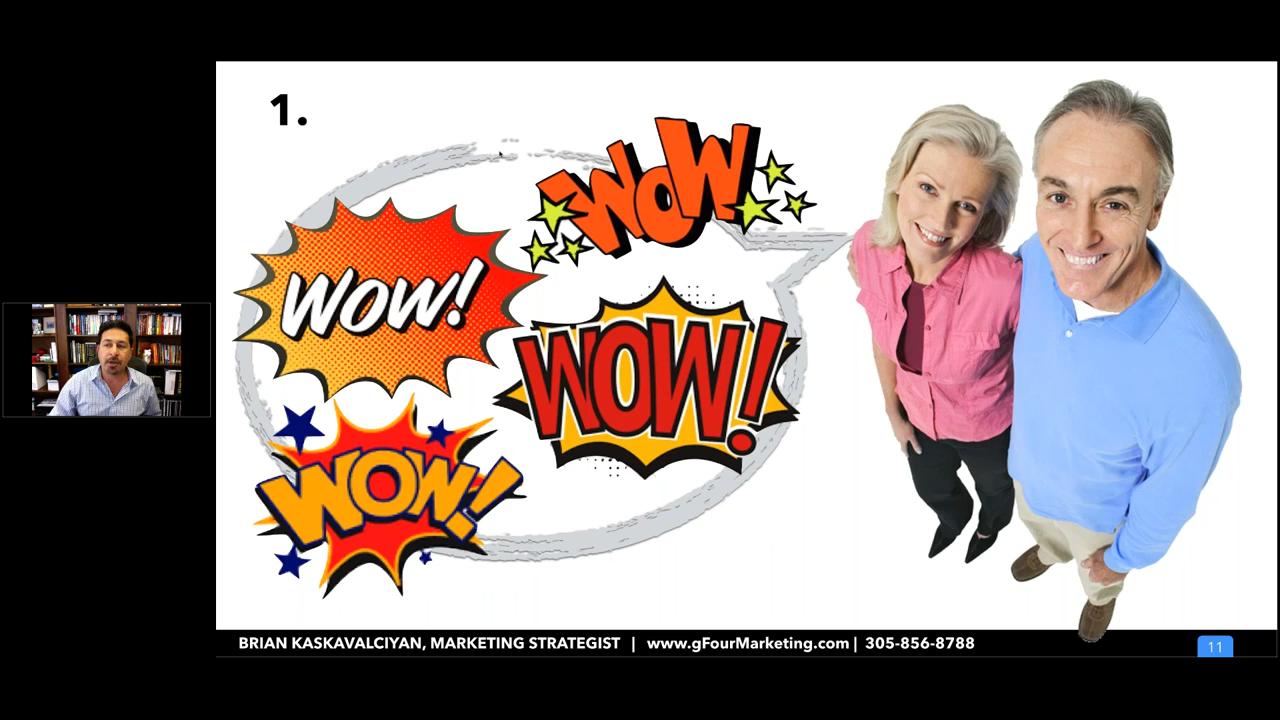 1.
WOW!
WOW!
WOW!
WOW!
BRIAN KASKAVALCIYAN, MARKETING STRATEGIST | www.gFourMarketing.com | 305-856-8788
11